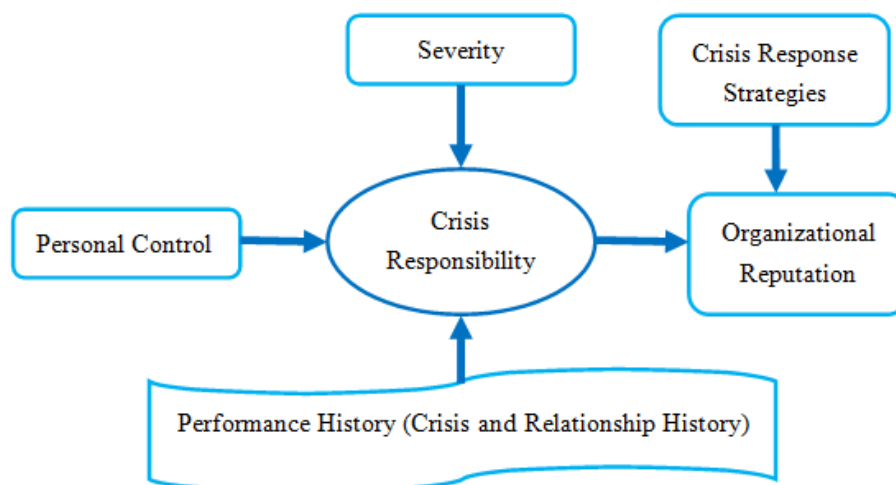 Severity
Crisis Response
Strategies
Personal Control
Crisis
Responsibility
Organizational
Reputation
Performance History (Crisis and Relationship History)